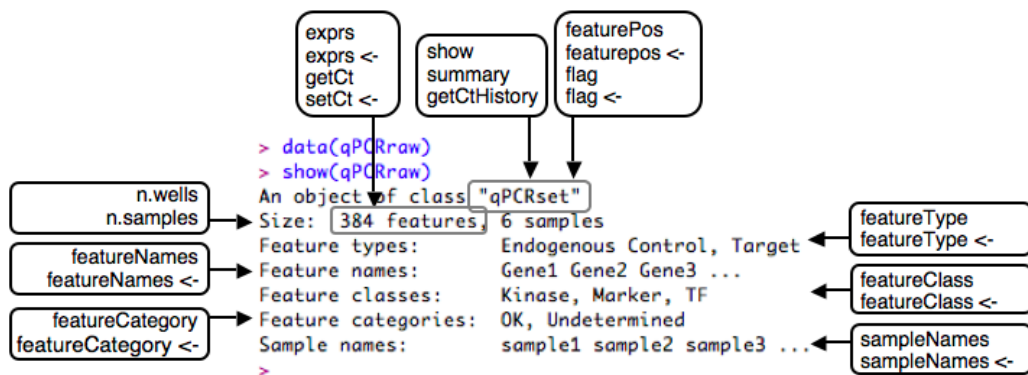 exprs
exprs <-
getCt
setCt <-
show
summary
getCtHistory
featurePos
featurepos <-
flag
flag <-
> data(qPCRraw)
> show(qPCRraw)
An object of class "qPCRset"
Size: 384 features, 6 samples
Feature types: Endogenous Control, Target
Feature names: Gene1 Gene2 Gene3 ...
Feature classes: Kinase, Marker, TF
Feature categories: OK, Undetermined
Sample names: sample1 sample2 sample3 ...
>
n.wells
n.samples
featureNames
featureNames <-
featureCategory
featureCategory <-
featureType
featureType <-
featureClass
featureClass <-
sampleNames
sampleNames <-